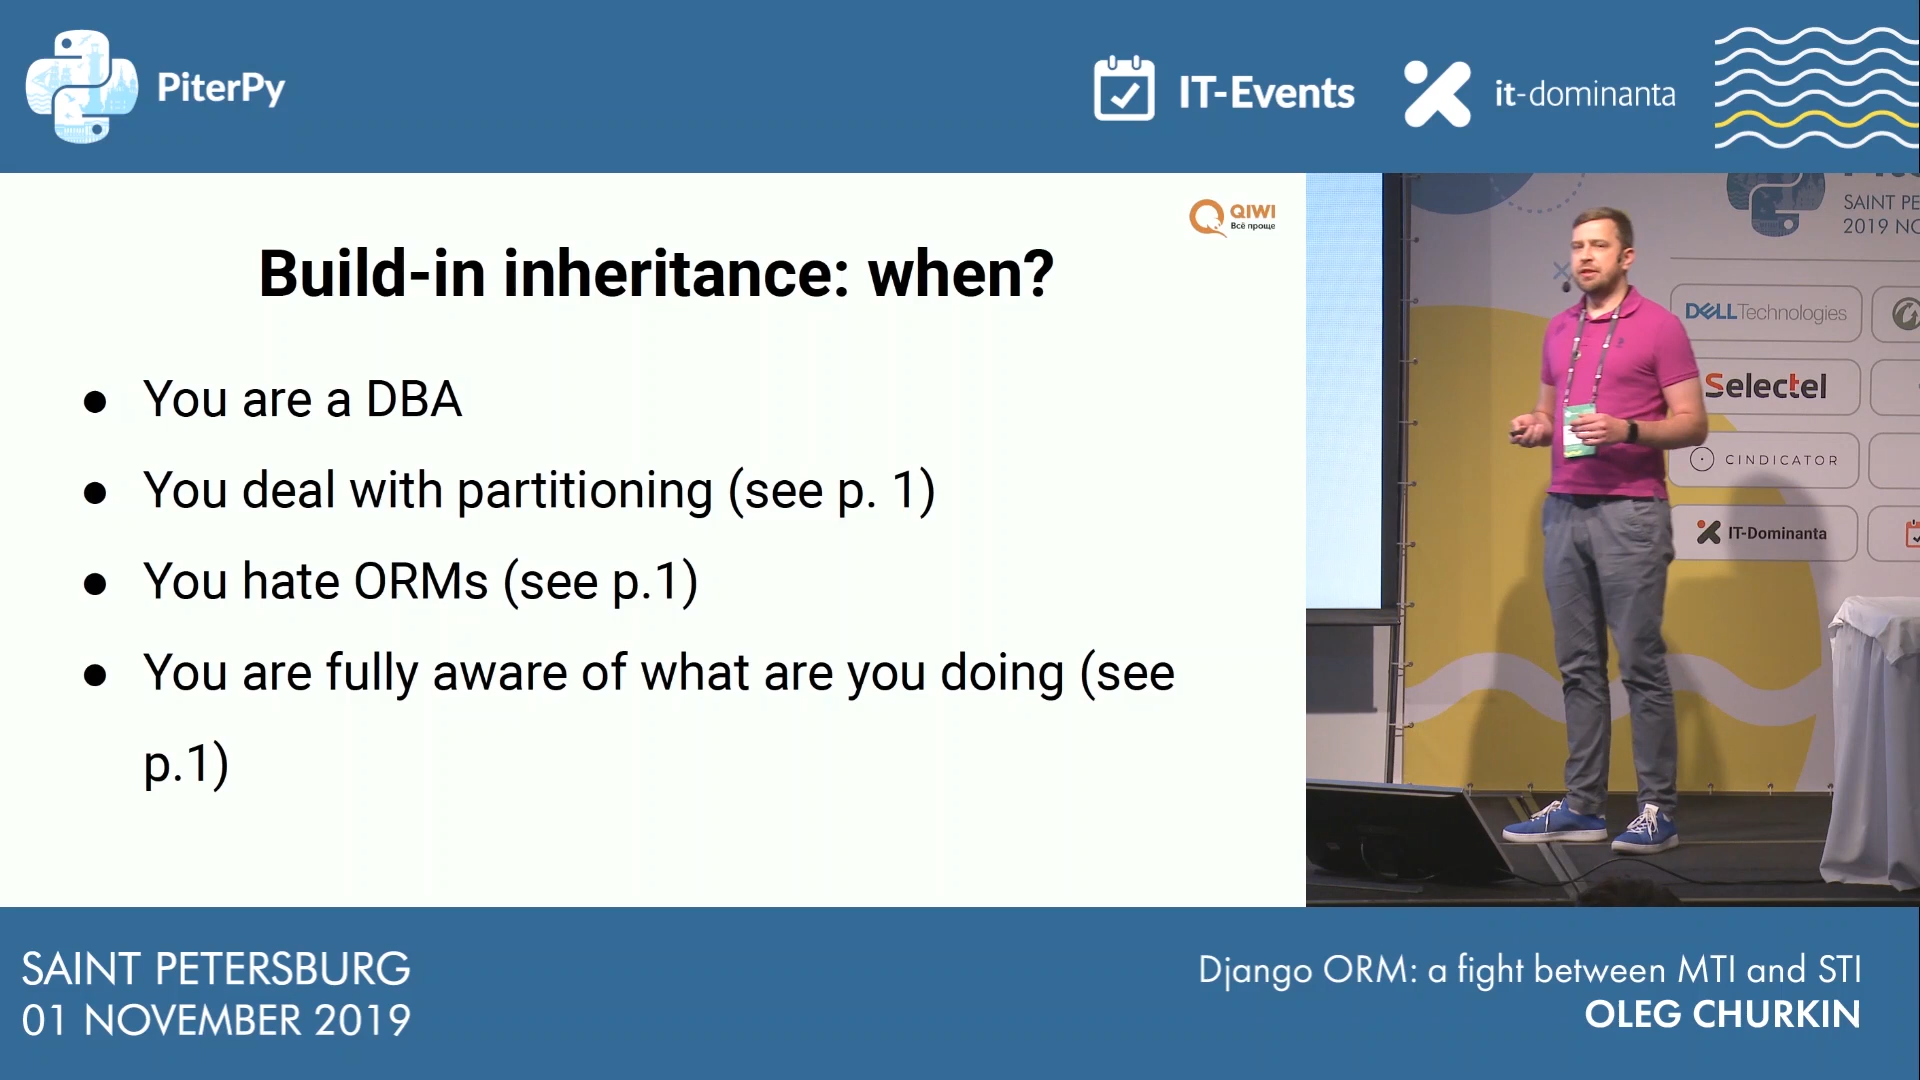 PiterPy
IT-Events
it-dominanta
QIWI
Всё проще
Build-in inheritance: when?
● You are a DBA
● You deal with partitioning (see p. 1)
● You hate ORMs (see p.1)
● You are fully aware of what are you doing (see
p.1)
SAINT PE
2019 NO
DELL Technologies
Selectel
CINDICATOR
IT-Dominanta
SAINT PETERSBURG
01 NOVEMBER 2019
Django ORM: a fight between MTI and STI
OLEG CHURKIN